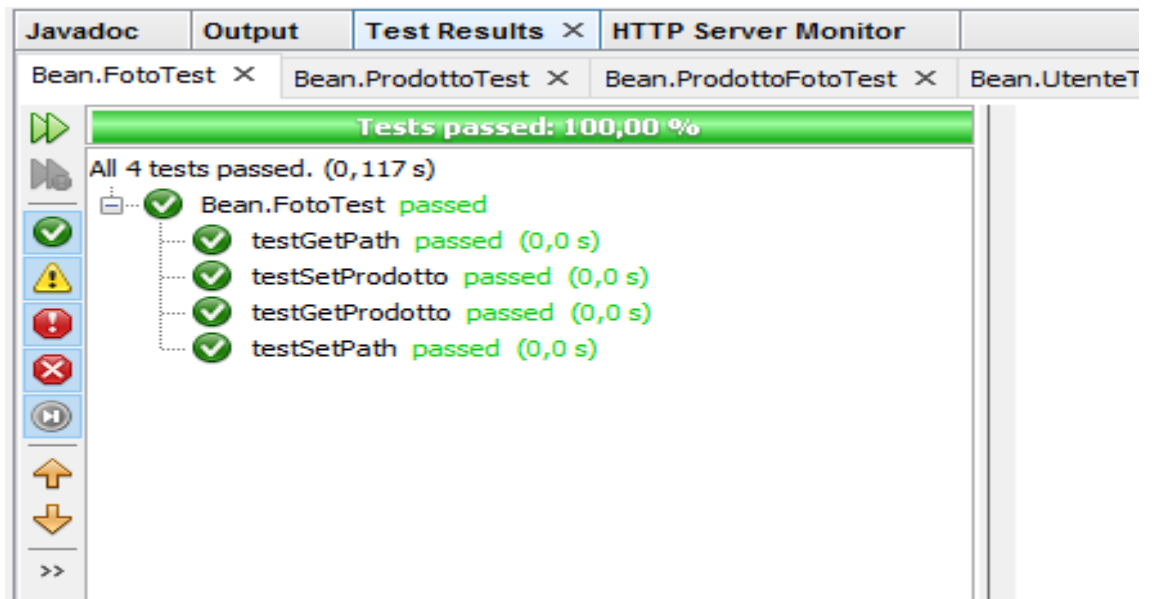 Javadoc Output Test Results × HTTP Server Monitor
Bean.FotoTest × Bean.ProdottoTest × Bean.ProdottoFotoTest × Bean.UtenteT
Tests passed: 100,00 %
All 4 tests passed. (0,117 s)
Bean.FotoTest passed
testGetPath passed (0,0 s)
testSetProdotto passed (0,0 s)
testGetProdotto passed (0,0 s)
testSetPath passed (0,0 s)
>>